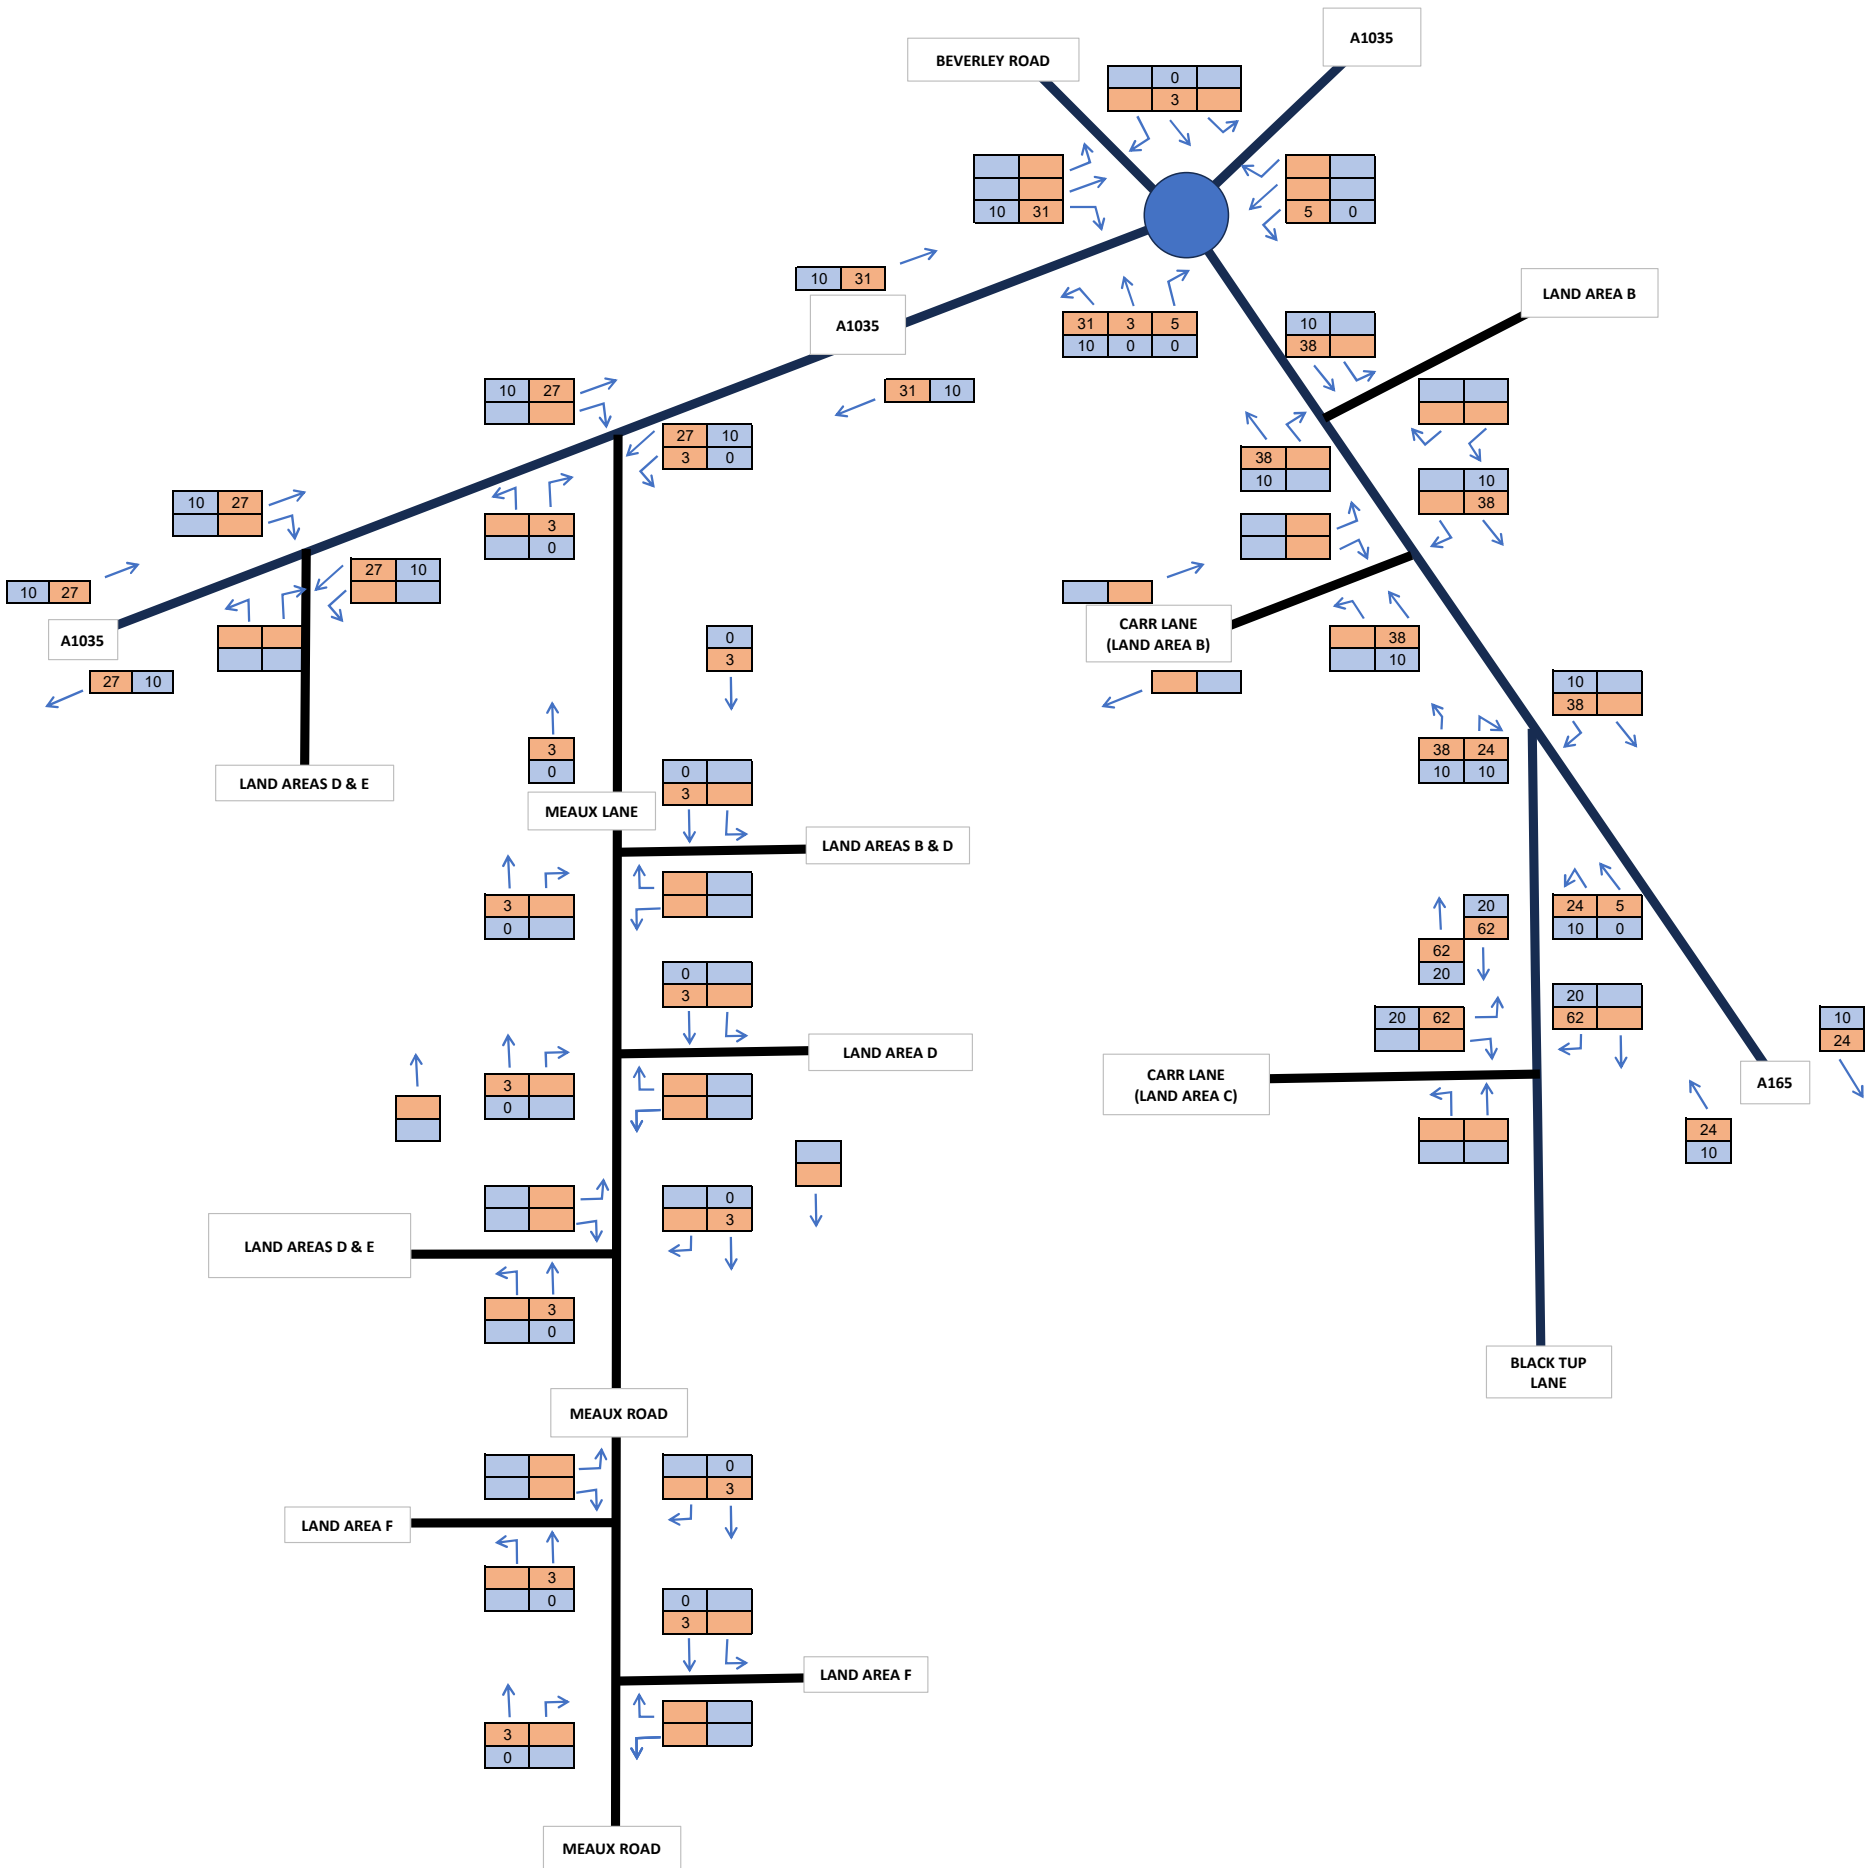 A1035
BEVERLEY ROAD
0
3
10 31
5 0
10 31
A1035
31 3 5
10 0 0
LAND AREA B
10
38
10 27
31 10
27 10
3 0
38
10
10
38
10 27
3
0
27 10
10 27
A1035
27 10
LAND AREAS D & E
CARR LANE
(LAND AREA B)
38
10
0
3
10
38
3
0
38 24
10 10
MEAUX LANE
0
3
LAND AREAS B & D
3
0
20
62
62
20
24 5
10 0
0
3
20
62
20 62
10
24
LAND AREA D
3
0
CARR LANE
(LAND AREA C)
A165
24
10
0
3
LAND AREAS D & E
3
0
BLACK TUP
LANE
MEAUX ROAD
0
3
LAND AREA F
3
0
0
3
LAND AREA F
3
0
MEAUX ROAD